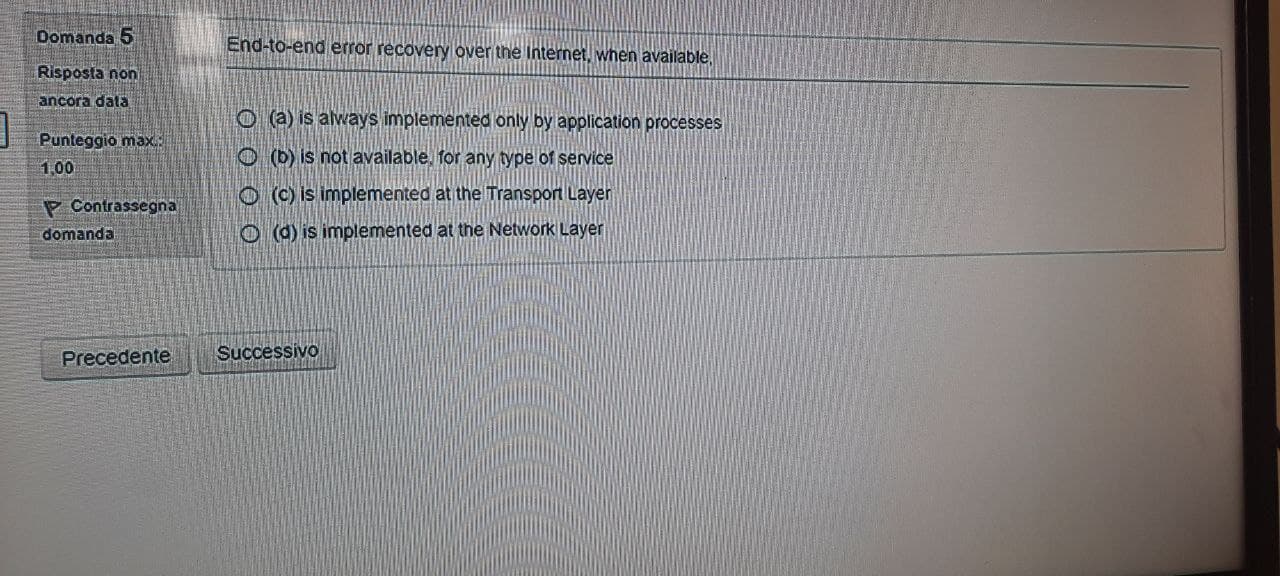 Domanda 5
Risposta non
ancora data
Punteggio max.:
1,00
Contrassegna
domanda
End-to-end error recovery over the Internet, when available,
(a) is always implemented only by application processes
(b) is not available, for any type of service
(c) is implemented at the Transport Layer
(d) is implemented at the Network Layer
Precedente
Successivo